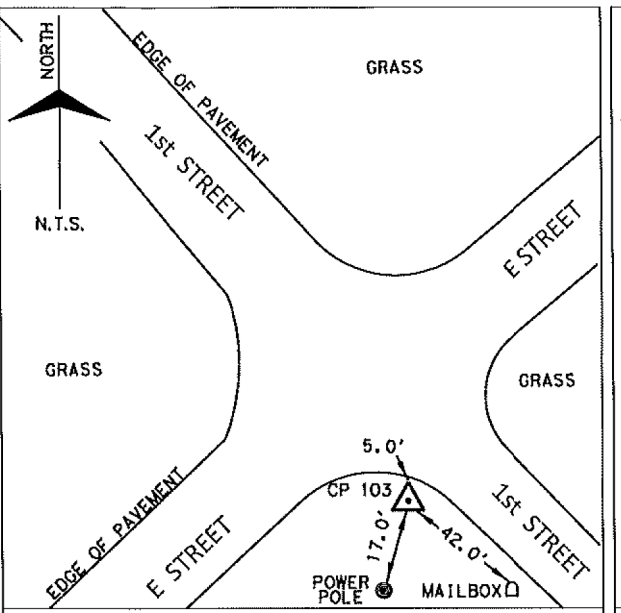 NORTH
N.T.S.
EDGE OF PAVEMENT
1st STREET
GRASS
E STREET
GRASS
GRASS
5.0'
CP 103
17.0'
42.0'
1st STREET
EDGE OF PAVEMENT
E STREET
POWER
POLE
MAILBOX